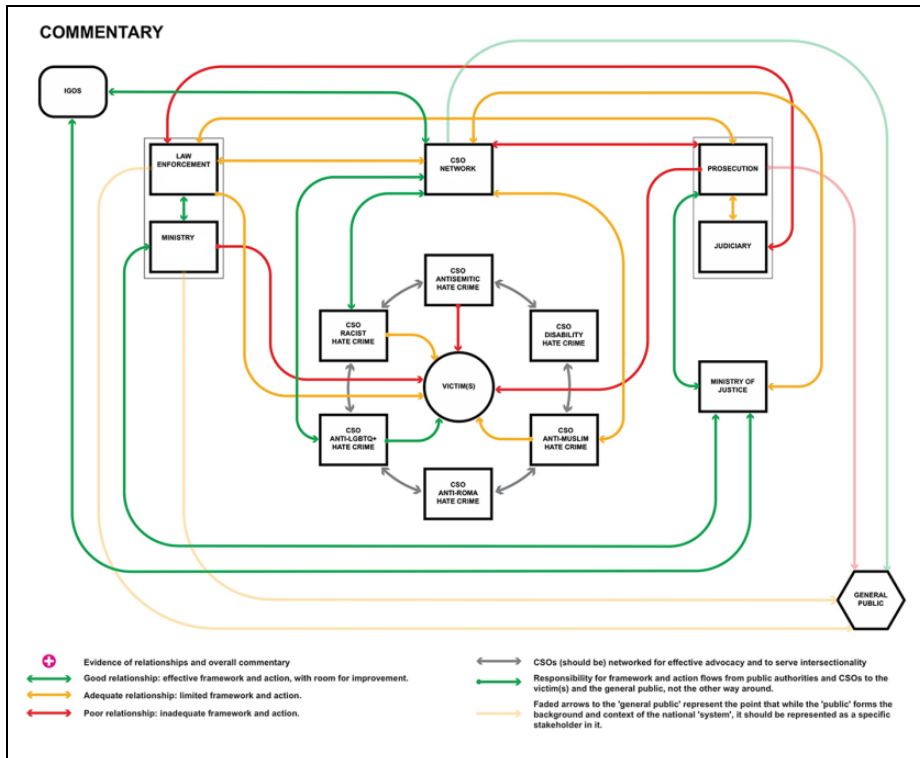 COMMENTARY
IGOS
LAW
ENFORCEMENT
CSO
NETWORK
PROSECUTION
MINISTRY
JUDICIARY
CSO
ANTISEMITIC
HATE CRIME
CSO
RACIST
HATE CRIME
CSO
DISABILITY
HATE CRIME
VICTIM(S)
MINISTRY OF
JUSTICE
CSO
ANTI-LGBTQ+
HATE CRIME
CSO
ANTI-MUSLIM
HATE CRIME
CSO
ANTI-ROMA
HATE CRIME
GENERAL
PUBLIC
Evidence of relationships and overall commentary
Good relationship: effective framework and action, with room for improvement.
Adequate relationship: limited framework and action.
Poor relationship: inadequate framework and action.
CSOs (should be) networked for effective advocacy and to serve intersectionality
Responsibility for framework and action flows from public authorities and CSOs to the
victim(s) and the general public, not the other way around.
Faded arrows to the 'general public' represent the point that while the 'public' forms the
background and context of the national 'system', it should be represented as a specific
stakeholder in it.